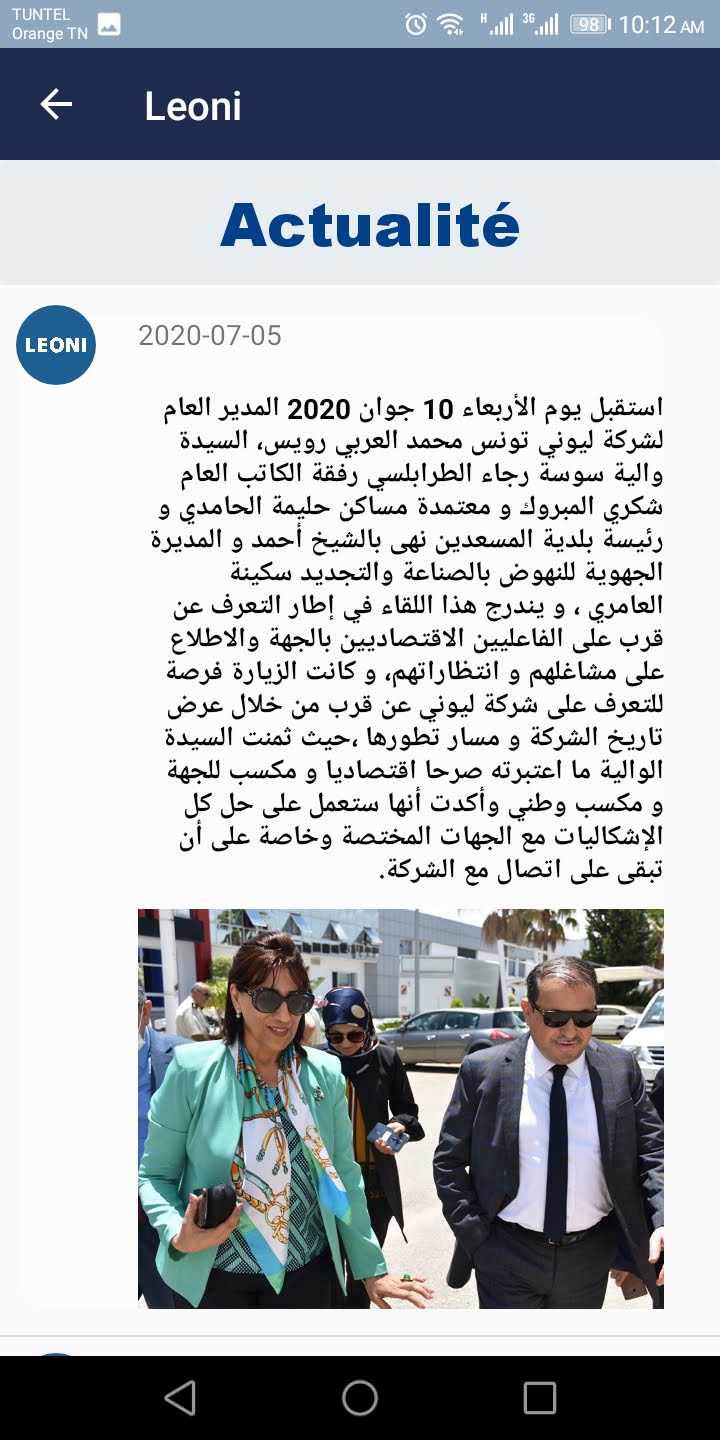 TUNTEL
Orange TN
H
3G
98
10:12 AM
Leoni
Actualité
LEONI
2020-07-05
استقبل يوم الأربعاء 10 جوان 2020 المدير العام
لشركة ليوني تونس محمد العربي رويس، السيدة
والية سوسة رجاء الطرابلسي رفقة الكاتب العام
شكري المبروك و معتمدة مساكن حليمة الحامدي و
رئيسة بلدية المسعدين نهى بالشيخ أحمد و المديرة
الجهوية للنهوض بالصناعة والتجديد سكينة
العامري ، و يندرج هذا اللقاء في إطار التعرف عن
قرب على الفاعليين الاقتصاديين بالجهة والاطلاع
على مشاغلهم و انتظاراتهم، و كانت الزيارة فرصة
للتعرف على شركة ليوني عن قرب من خلال عرض
تاريخ الشركة و مسار تطورها ،حيث ثمنت السيدة
الوالية ما اعتبرته صرحا اقتصاديا و مكسب للجهة
و مكسب وطني وأكدت أنها ستعمل على حل كل
الإشكاليات مع الجهات المختصة وخاصة على أن
تبقى على اتصال مع الشركة.